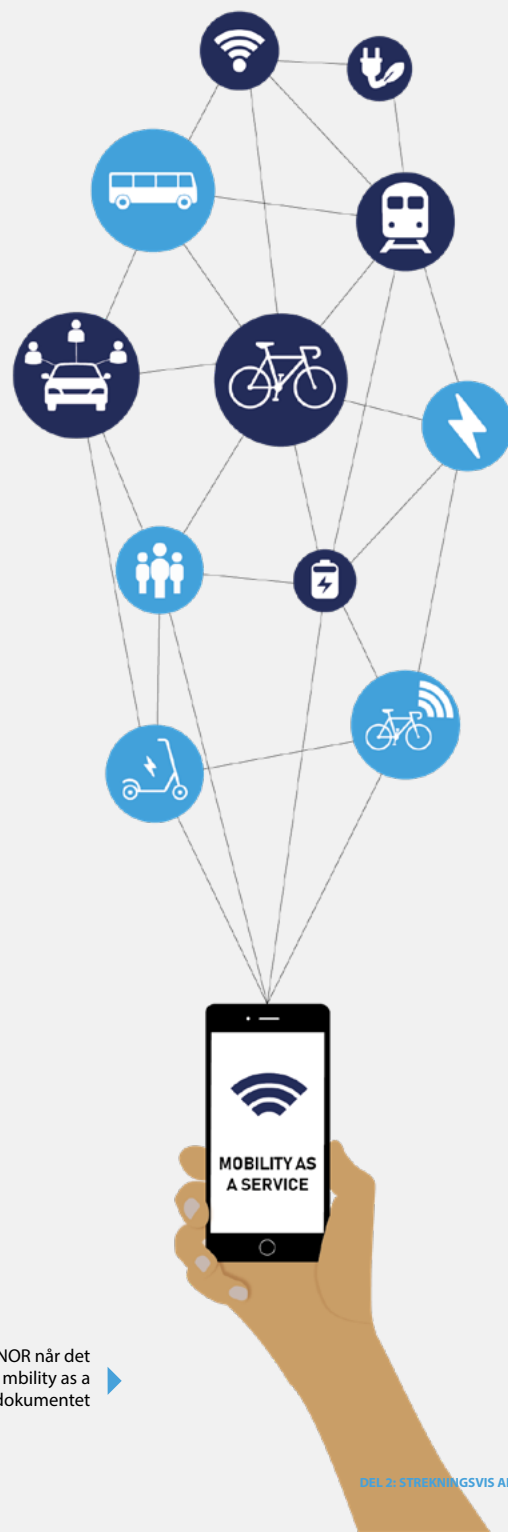 MOBILITY AS
A SERVICE
NOR når det
mbility as a
dokumentet
DEL 2: STREKNINGSVIS